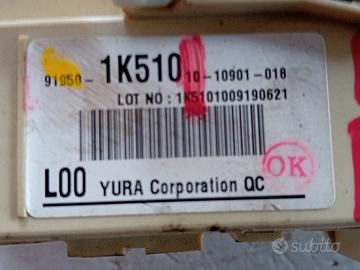 91950- 1K510 10-10901-018
LOT NO : 1K5101009190621
L00 YURA Corporation QC
OK
subito